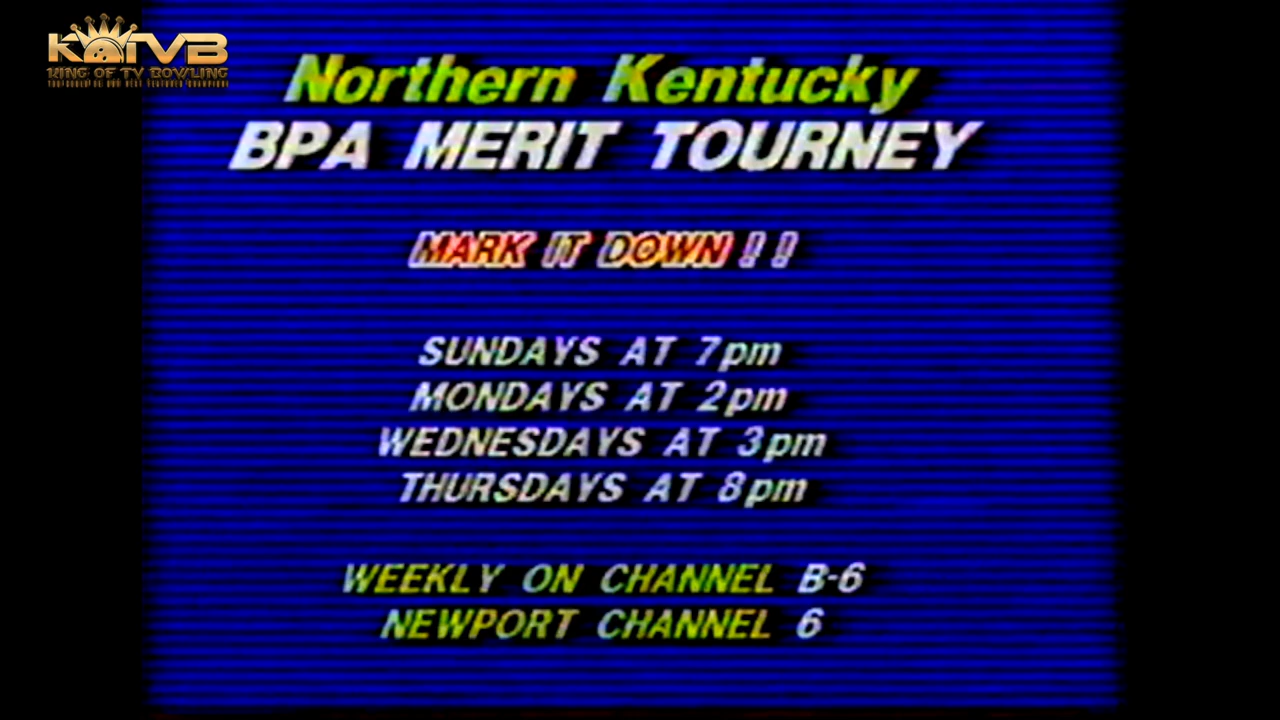 KOTVB
KING OF TV BOWLING
Northern Kentucky
BPA MERIT TOURNEY
MARK IT DOWN !!
SUNDAYS AT 7pm
MONDAYS AT 2pm
WEDNESDAYS AT 3pm
THURSDAYS AT 8pm
WEEKLY ON CHANNEL B-6
NEWPORT CHANNEL 6